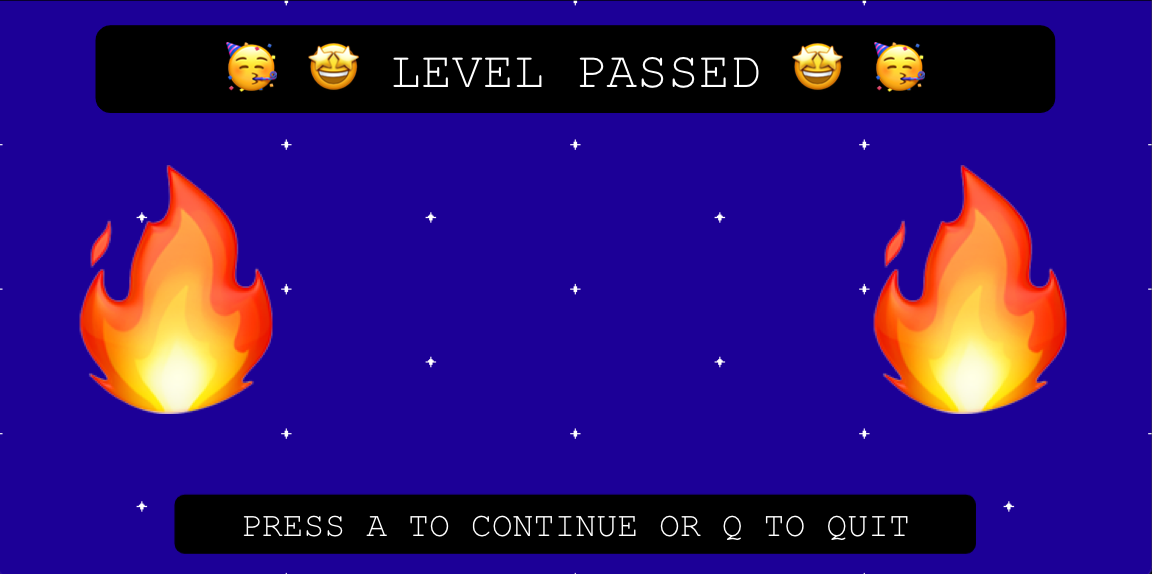 🥳 🤩 LEVEL PASSED 🤩 🥳
PRESS A TO CONTINUE OR Q TO QUIT